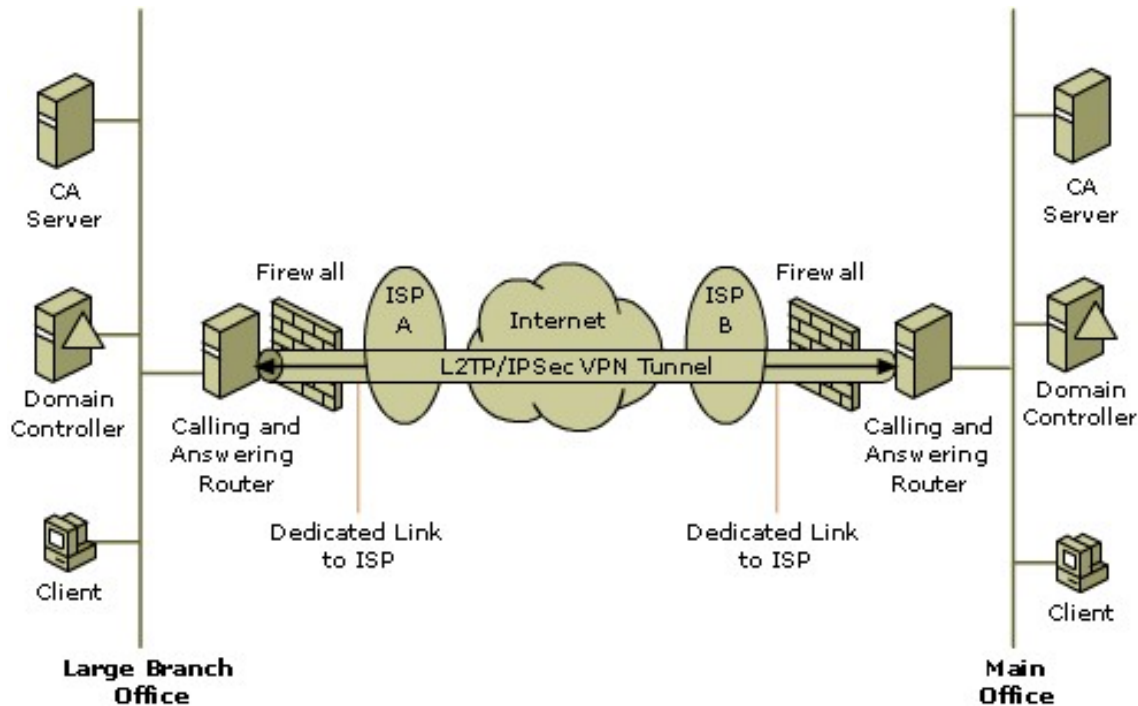 CA
Server
Domain
Controller
Client
Large Branch
Office
Calling and
Answering
Router
Firewall
ISP
A
Internet
L2TP/IPSec VPN Tunnel
Dedicated Link
to ISP
ISP
B
Dedicated Link
to ISP
Firewall
Calling and
Answering
Router
CA
Server
Domain
Controller
Client
Main
Office